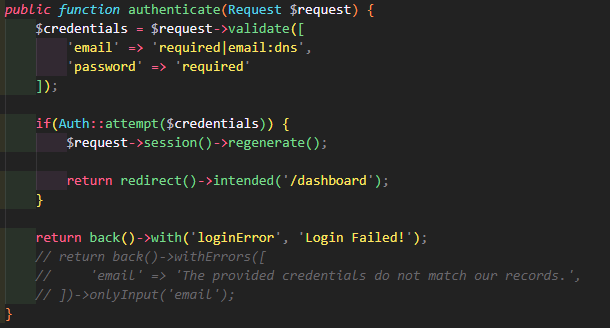 public function authenticate(Request $request) {
    $credentials = $request->validate([
        'email' => 'required|email:dns',
        'password' => 'required'
    ]);

    if(Auth::attempt($credentials)) {
        $request->session()->regenerate();

        return redirect()->intended('/dashboard');
    }

    return back()->with('loginError', 'Login Failed!');
    // return back()->withErrors([
    //     'email' => 'The provided credentials do not match our records.',
    // ])->onlyInput('email');
}